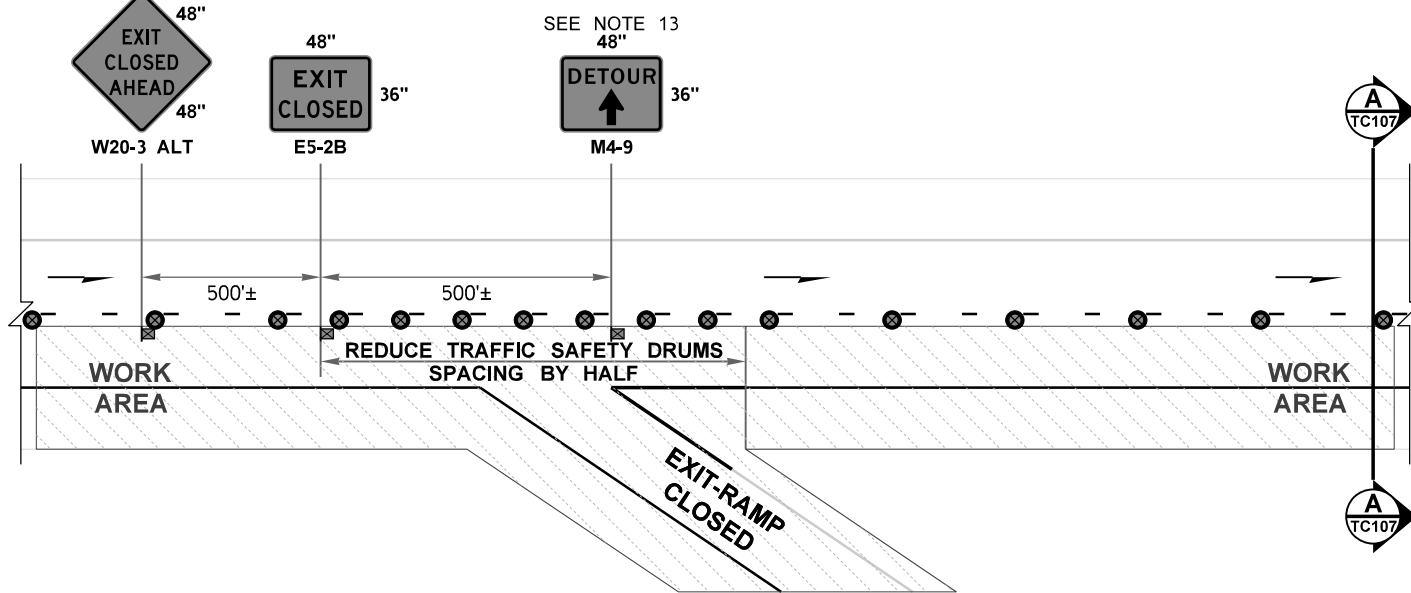 EXIT
CLOSED
AHEAD
48"
48"
W20-3 ALT
48"
EXIT
CLOSED
36"
E5-2B
SEE NOTE 13
48"
DETOUR
36"
M4-9
A
TC107
500'±
500'±
REDUCE TRAFFIC SAFETY DRUMS
SPACING BY HALF
WORK
AREA
WORK
AREA
EXIT-RAMP
CLOSED
A
TC107